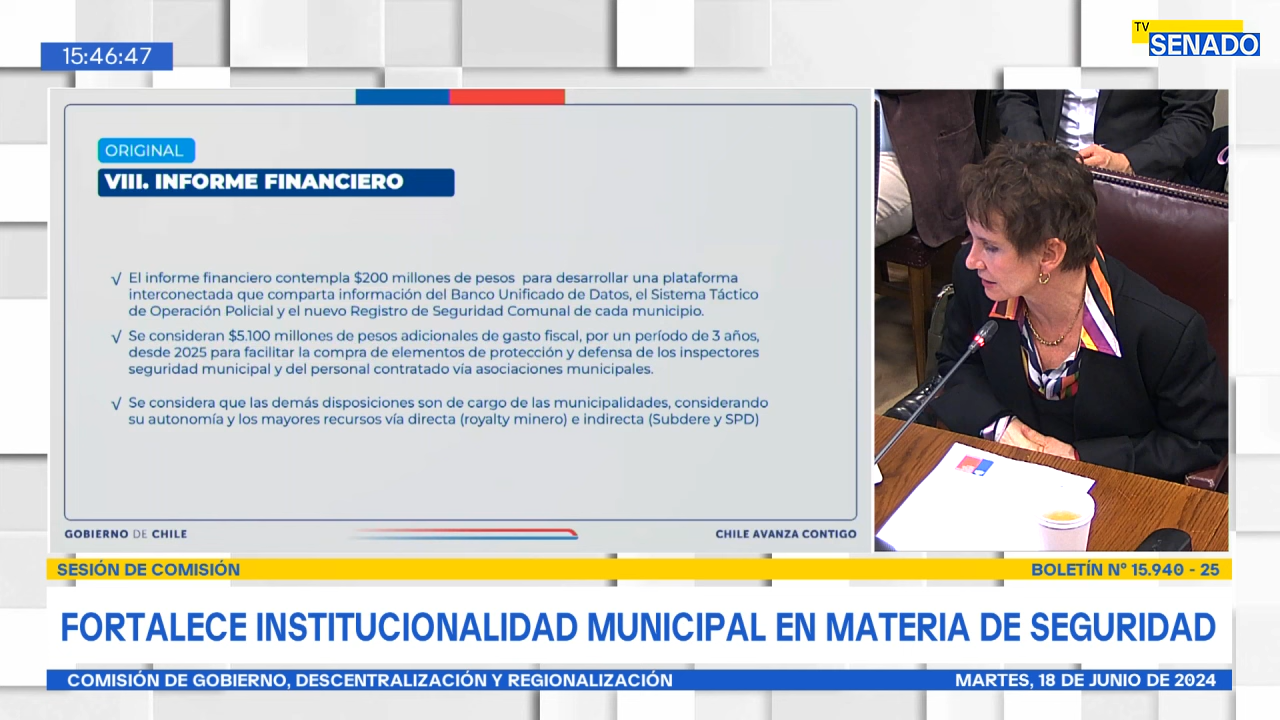 15:46:47
TV
SENADO
ORIGINAL
VIII. INFORME FINANCIERO
√ El informe financiero contempla $200 millones de pesos para desarrollar una plataforma
interconectada que comparta información del Banco Unificado de Datos, el Sistema Táctico
de Operación Policial y el nuevo Registro de Seguridad Comunal de cada municipio.
√ Se consideran $5.100 millones de pesos adicionales de gasto fiscal, por un período de 3 años,
desde 2025 para facilitar la compra de elementos de protección y defensa de los inspectores
seguridad municipal y del personal contratado vía asociaciones municipales.
√ Se considera que las demás disposiciones son de cargo de las municipalidades, considerando
su autonomía y los mayores recursos vía directa (royalty minero) e indirecta (Subdere y SPD)
GOBIERNO DE CHILE
CHILE AVANZA CONTIGO
SESIÓN DE COMISIÓN
BOLETÍN N° 15.940 - 25
FORTALECE INSTITUCIONALIDAD MUNICIPAL EN MATERIA DE SEGURIDAD
COMISIÓN DE GOBIERNO, DESCENTRALIZACIÓN Y REGIONALIZACIÓN
MARTES, 18 DE JUNIO DE 2024